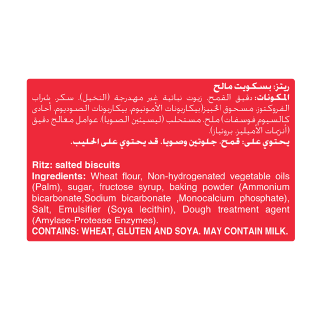 ريتز: بسكويت مالح
المكونات: دقيق القمح، زيوت نباتية غير مهدرجة (النخيل)، سكر، شراب
الفركتوز، مسحوق الخبيز(بيكاربونات الأمونيوم، بيكاربونات الصوديوم، أحادي
كالسيوم فوسفات) ملح، مستحلب (ليسيثين الصويا)، عوامل معالج دقيق
(أنزيمات الأميليز، بروتياز).
يحتوي على: قمح، جلوتين وصويا. قد يحتوي على الحليب.
Ritz: salted biscuits
Ingredients: Wheat flour, Non-hydrogenated vegetable oils
(Palm), sugar, fructose syrup, baking powder (Ammonium
bicarbonate,Sodium bicarbonate ,Monocalcium phosphate),
Salt, Emulsifier (Soya lecithin), Dough treatment agent
(Amylase-Protease Enzymes).
CONTAINS: WHEAT, GLUTEN AND SOYA. MAY CONTAIN MILK.